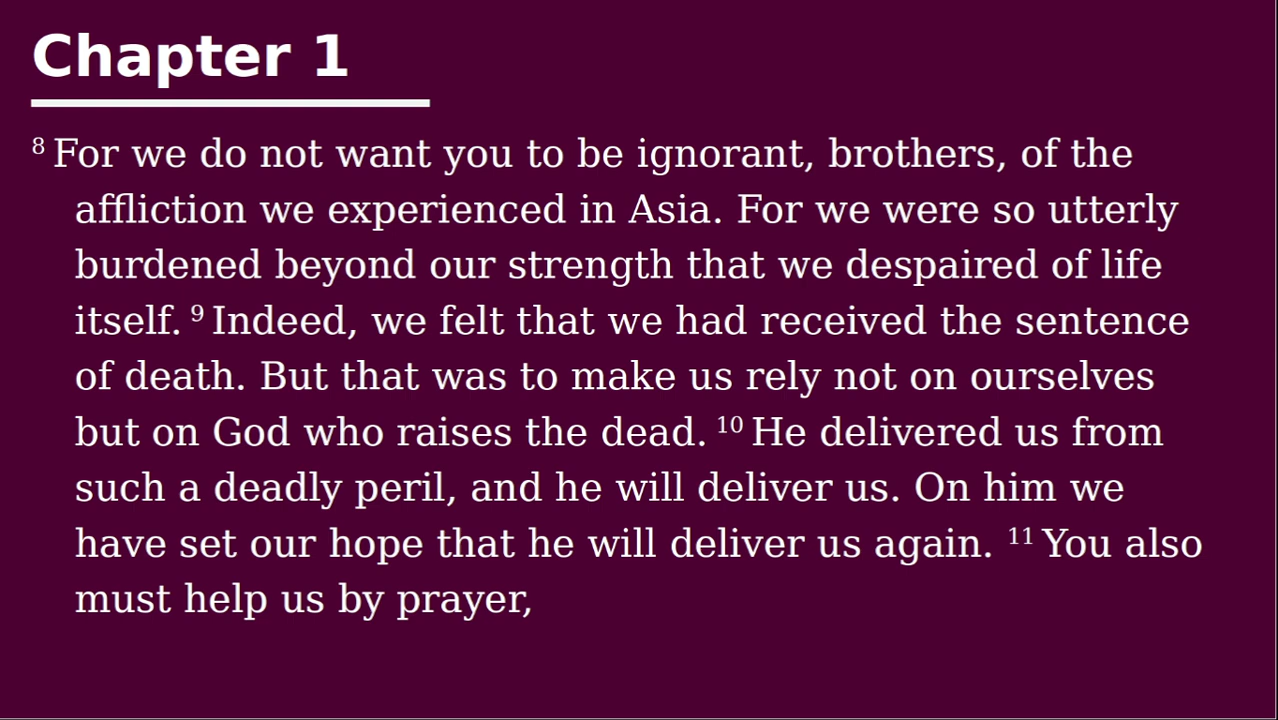 Chapter 1
8 For we do not want you to be ignorant, brothers, of the
affliction we experienced in Asia. For we were so utterly
burdened beyond our strength that we despaired of life
itself. 9 Indeed, we felt that we had received the sentence
of death. But that was to make us rely not on ourselves
but on God who raises the dead. 10 He delivered us from
such a deadly peril, and he will deliver us. On him we
have set our hope that he will deliver us again. 11 You also
must help us by prayer,